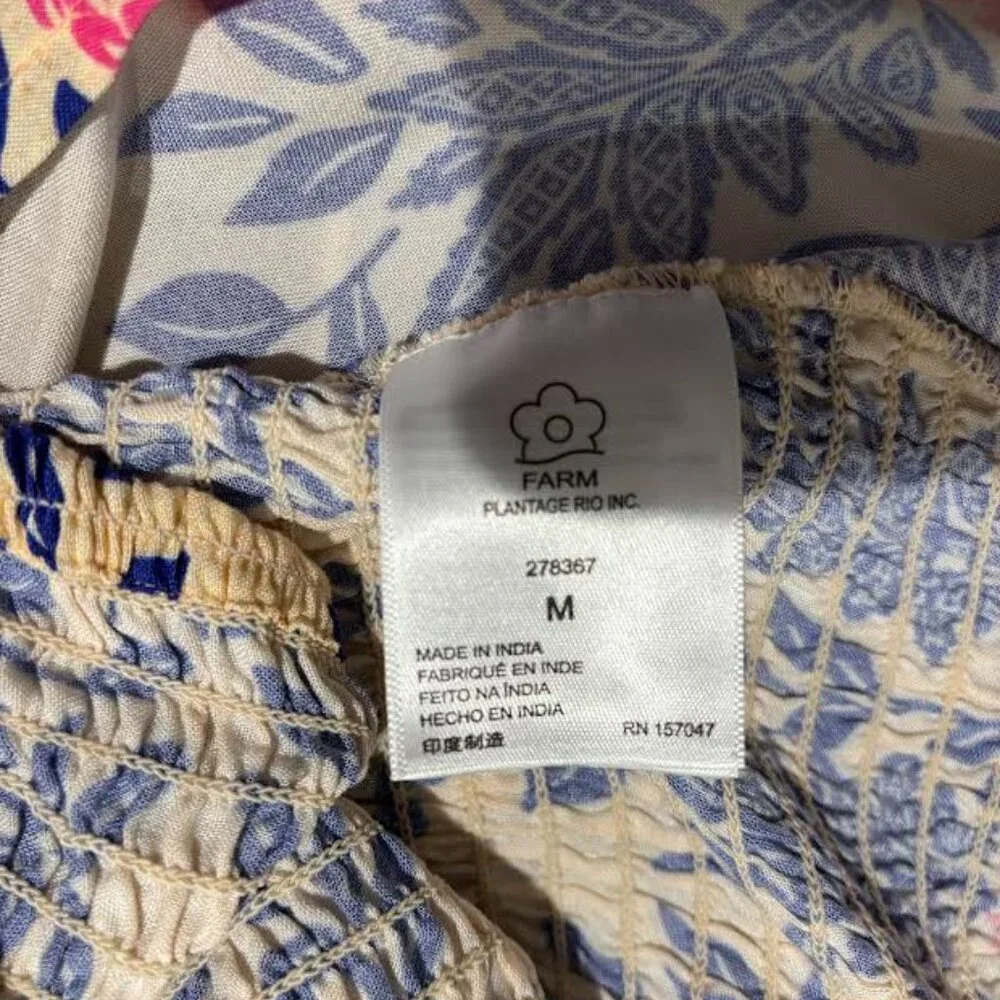 FARM
PLANTAGE RIO INC.
278367
M
MADE IN INDIA
FABRIQUÉ EN INDE
FEITO NA ÍNDIA
HECHO EN INDIA
印度制造
RN 157047